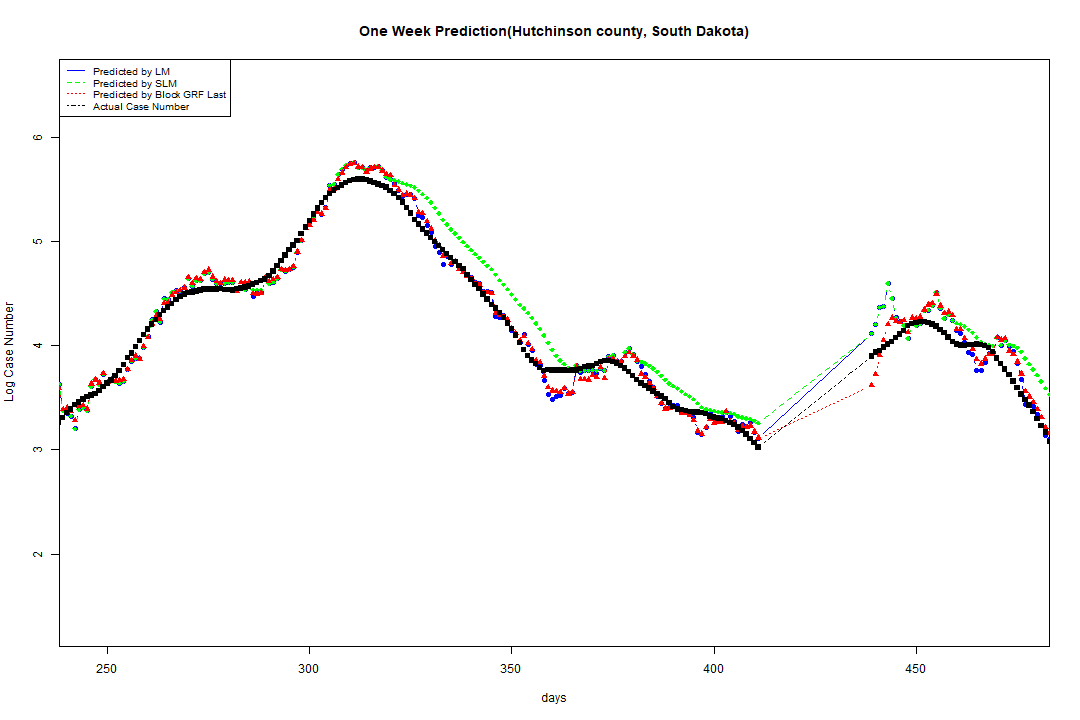 One Week Prediction(Hutchinson county, South Dakota)
Predicted by LM
Predicted by SLM
Predicted by Block GRF Last
Actual Case Number
6
5
4
3
2
Log Case Number
250 300 350 400 450
days